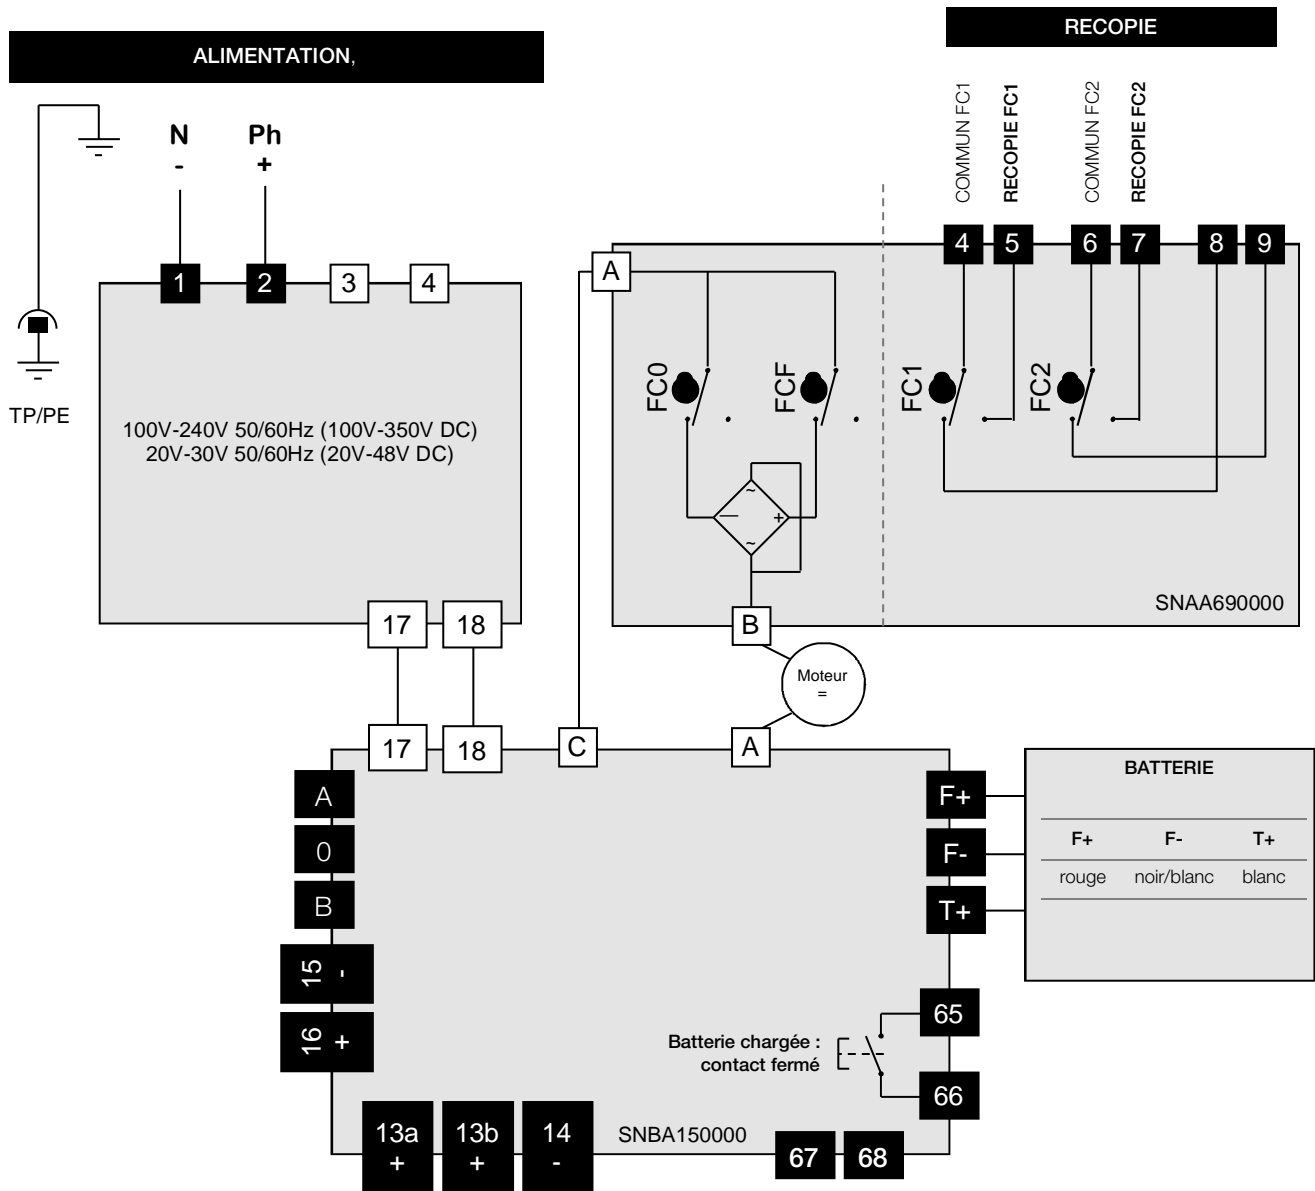 ALIMENTATION,
RECOPIE
COMMUN FC1
RECOPIE FC1
COMMUN FC2
RECOPIE FC2
N
-
Ph
+
1
2
3
4
4
5
6
7
8
9
A
TP/PE
100V-240V 50/60Hz (100V-350V DC)
20V-30V 50/60Hz (20V-48V DC)
FC0
FCF
FC1
FC2
~
— +
~
SNAA690000
17
18
B
Moteur
=
17
18
C
A
A
0
B
15 -
16 +
F+
F-
T+
BATTERIE
F+ F- T+
rouge noir/blanc blanc
Batterie chargée :
contact fermé
65
66
13a
+
13b
+
14
-
SNBA150000
67
68